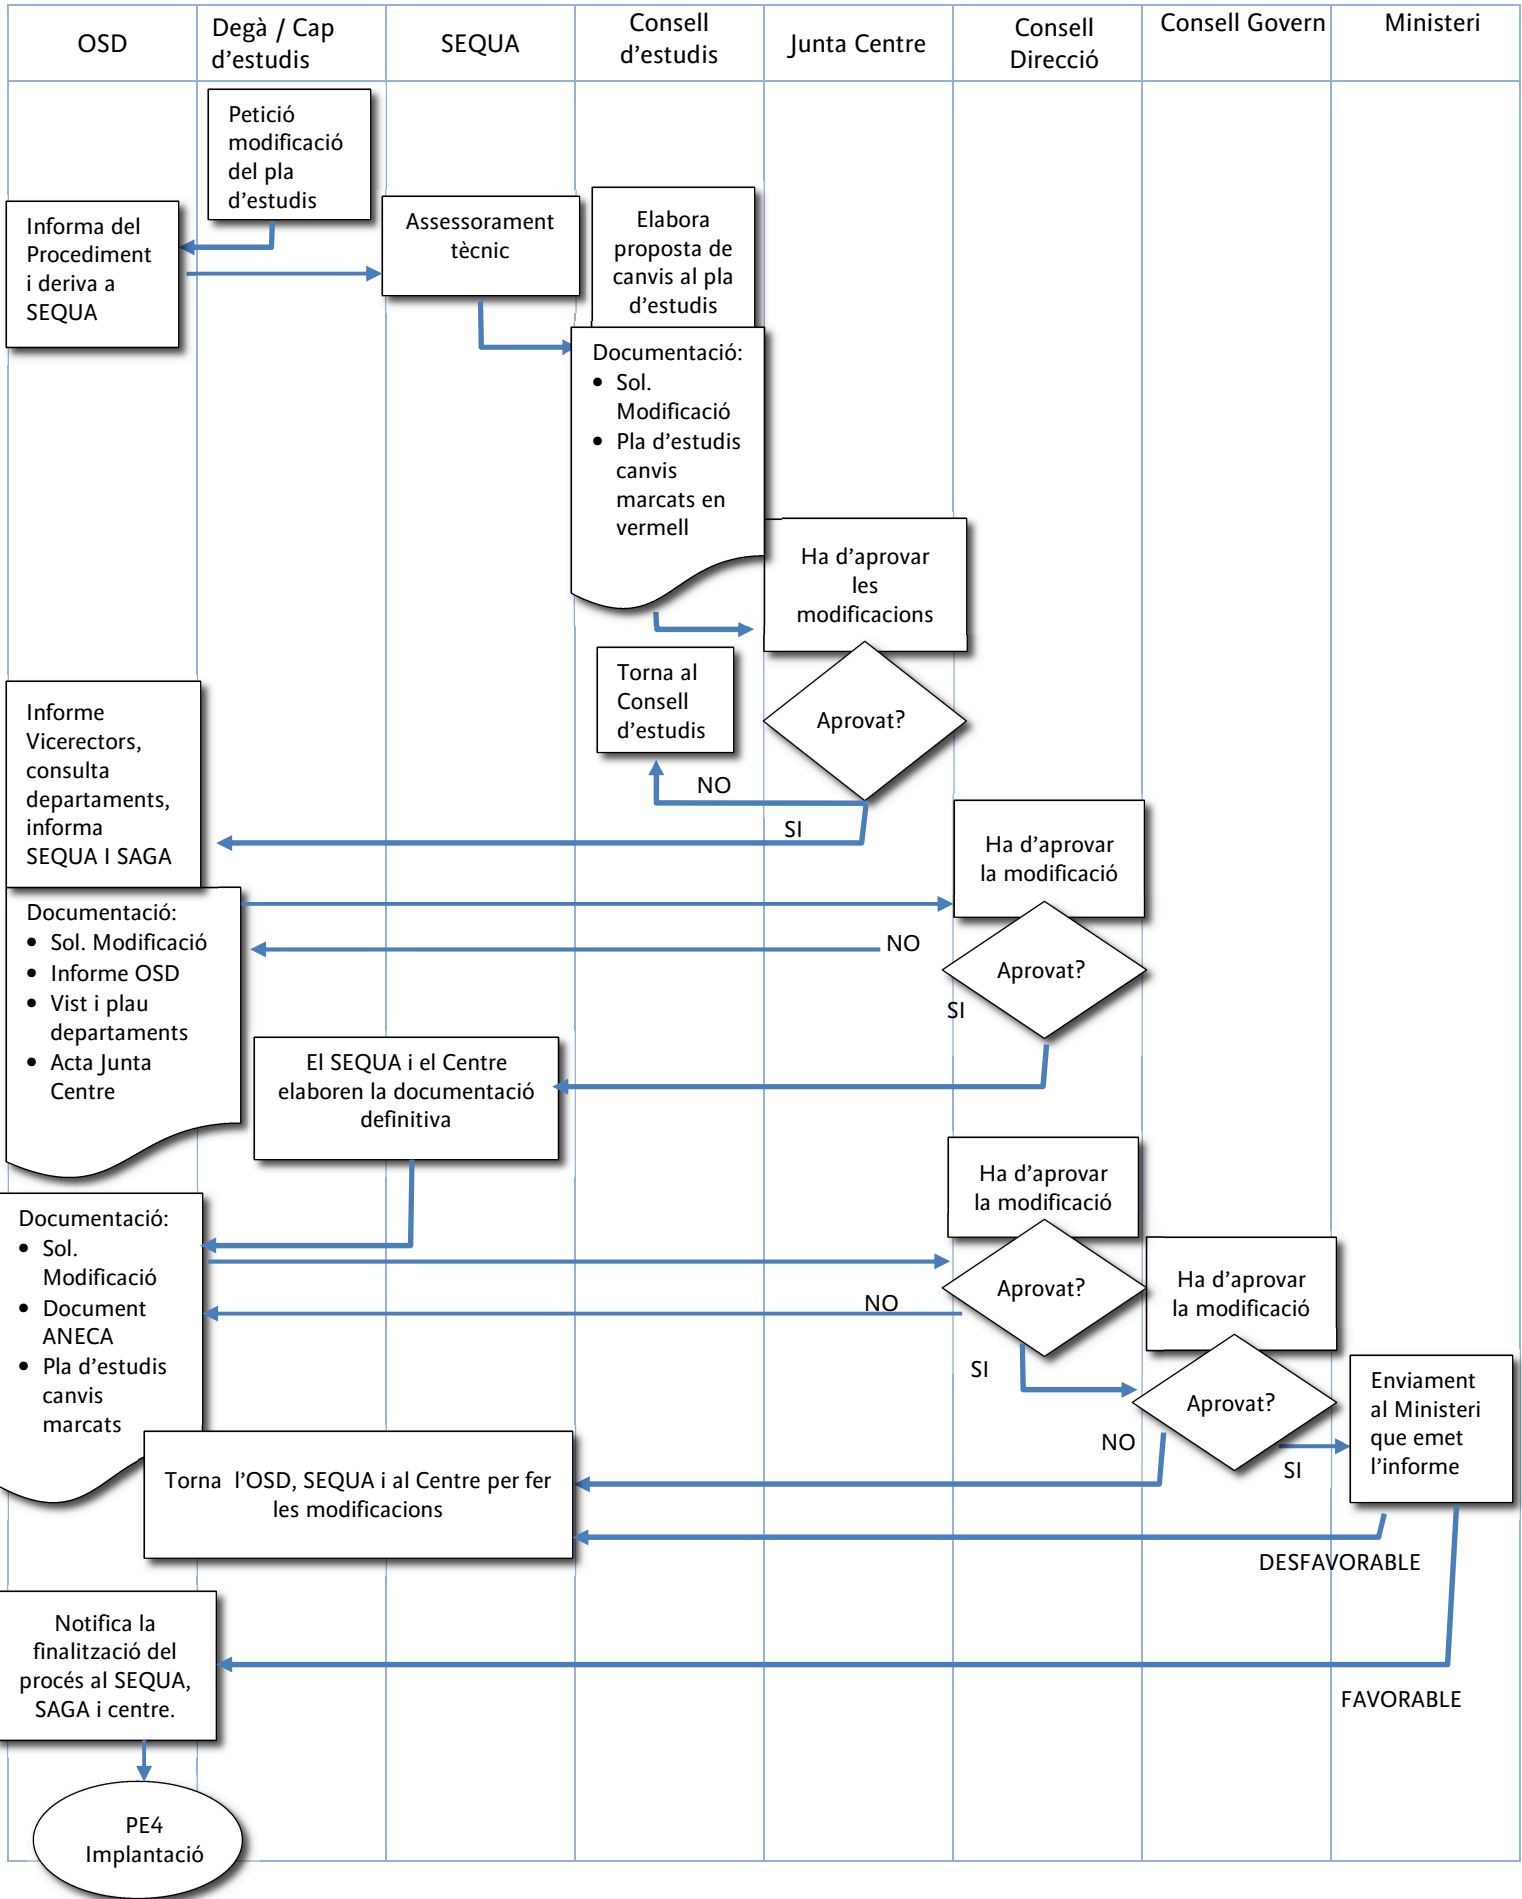 OSD
Degà / Cap
d’estudis
SEQUA
Consell
d’estudis
Junta Centre
Consell
Direcció
Consell Govern
Ministeri
Petició
modificació
del pla
d’estudis
Informa del
Procediment
i deriva a
SEQUA
Assessorament
tècnic
Elabora
proposta de
canvis al pla
d’estudis
Documentació:
• Sol.
Modificació
• Pla d’estudis
canvis
marcats en
vermell
Ha d’aprovar
les
modificacions
Torna al
Consell
d’estudis
Aprovat?
NO
SI
Informe
Vicerectors,
consulta
departaments,
informa
SEQUA I SAGA
Ha d’aprovar
la modificació
Documentació:
• Sol. Modificació
• Informe OSD
• Vist i plau
departaments
• Acta Junta
Centre
NO
Aprovat?
SI
El SEQUA i el Centre
elaboren la documentació
definitiva
Ha d’aprovar
la modificació
Documentació:
• Sol.
Modificació
• Document
ANECA
• Pla d’estudis
canvis
marcats
Aprovat?
NO
SI
Ha d’aprovar
la modificació
Aprovat?
NO
SI
Enviament
al Ministeri
que emet
l’informe
Torna l’OSD, SEQUA i al Centre per fer
les modificacions
DESFAVORABLE
Notifica la
finalització del
procés al SEQUA,
SAGA i centre.
FAVORABLE
PE4
Implantació